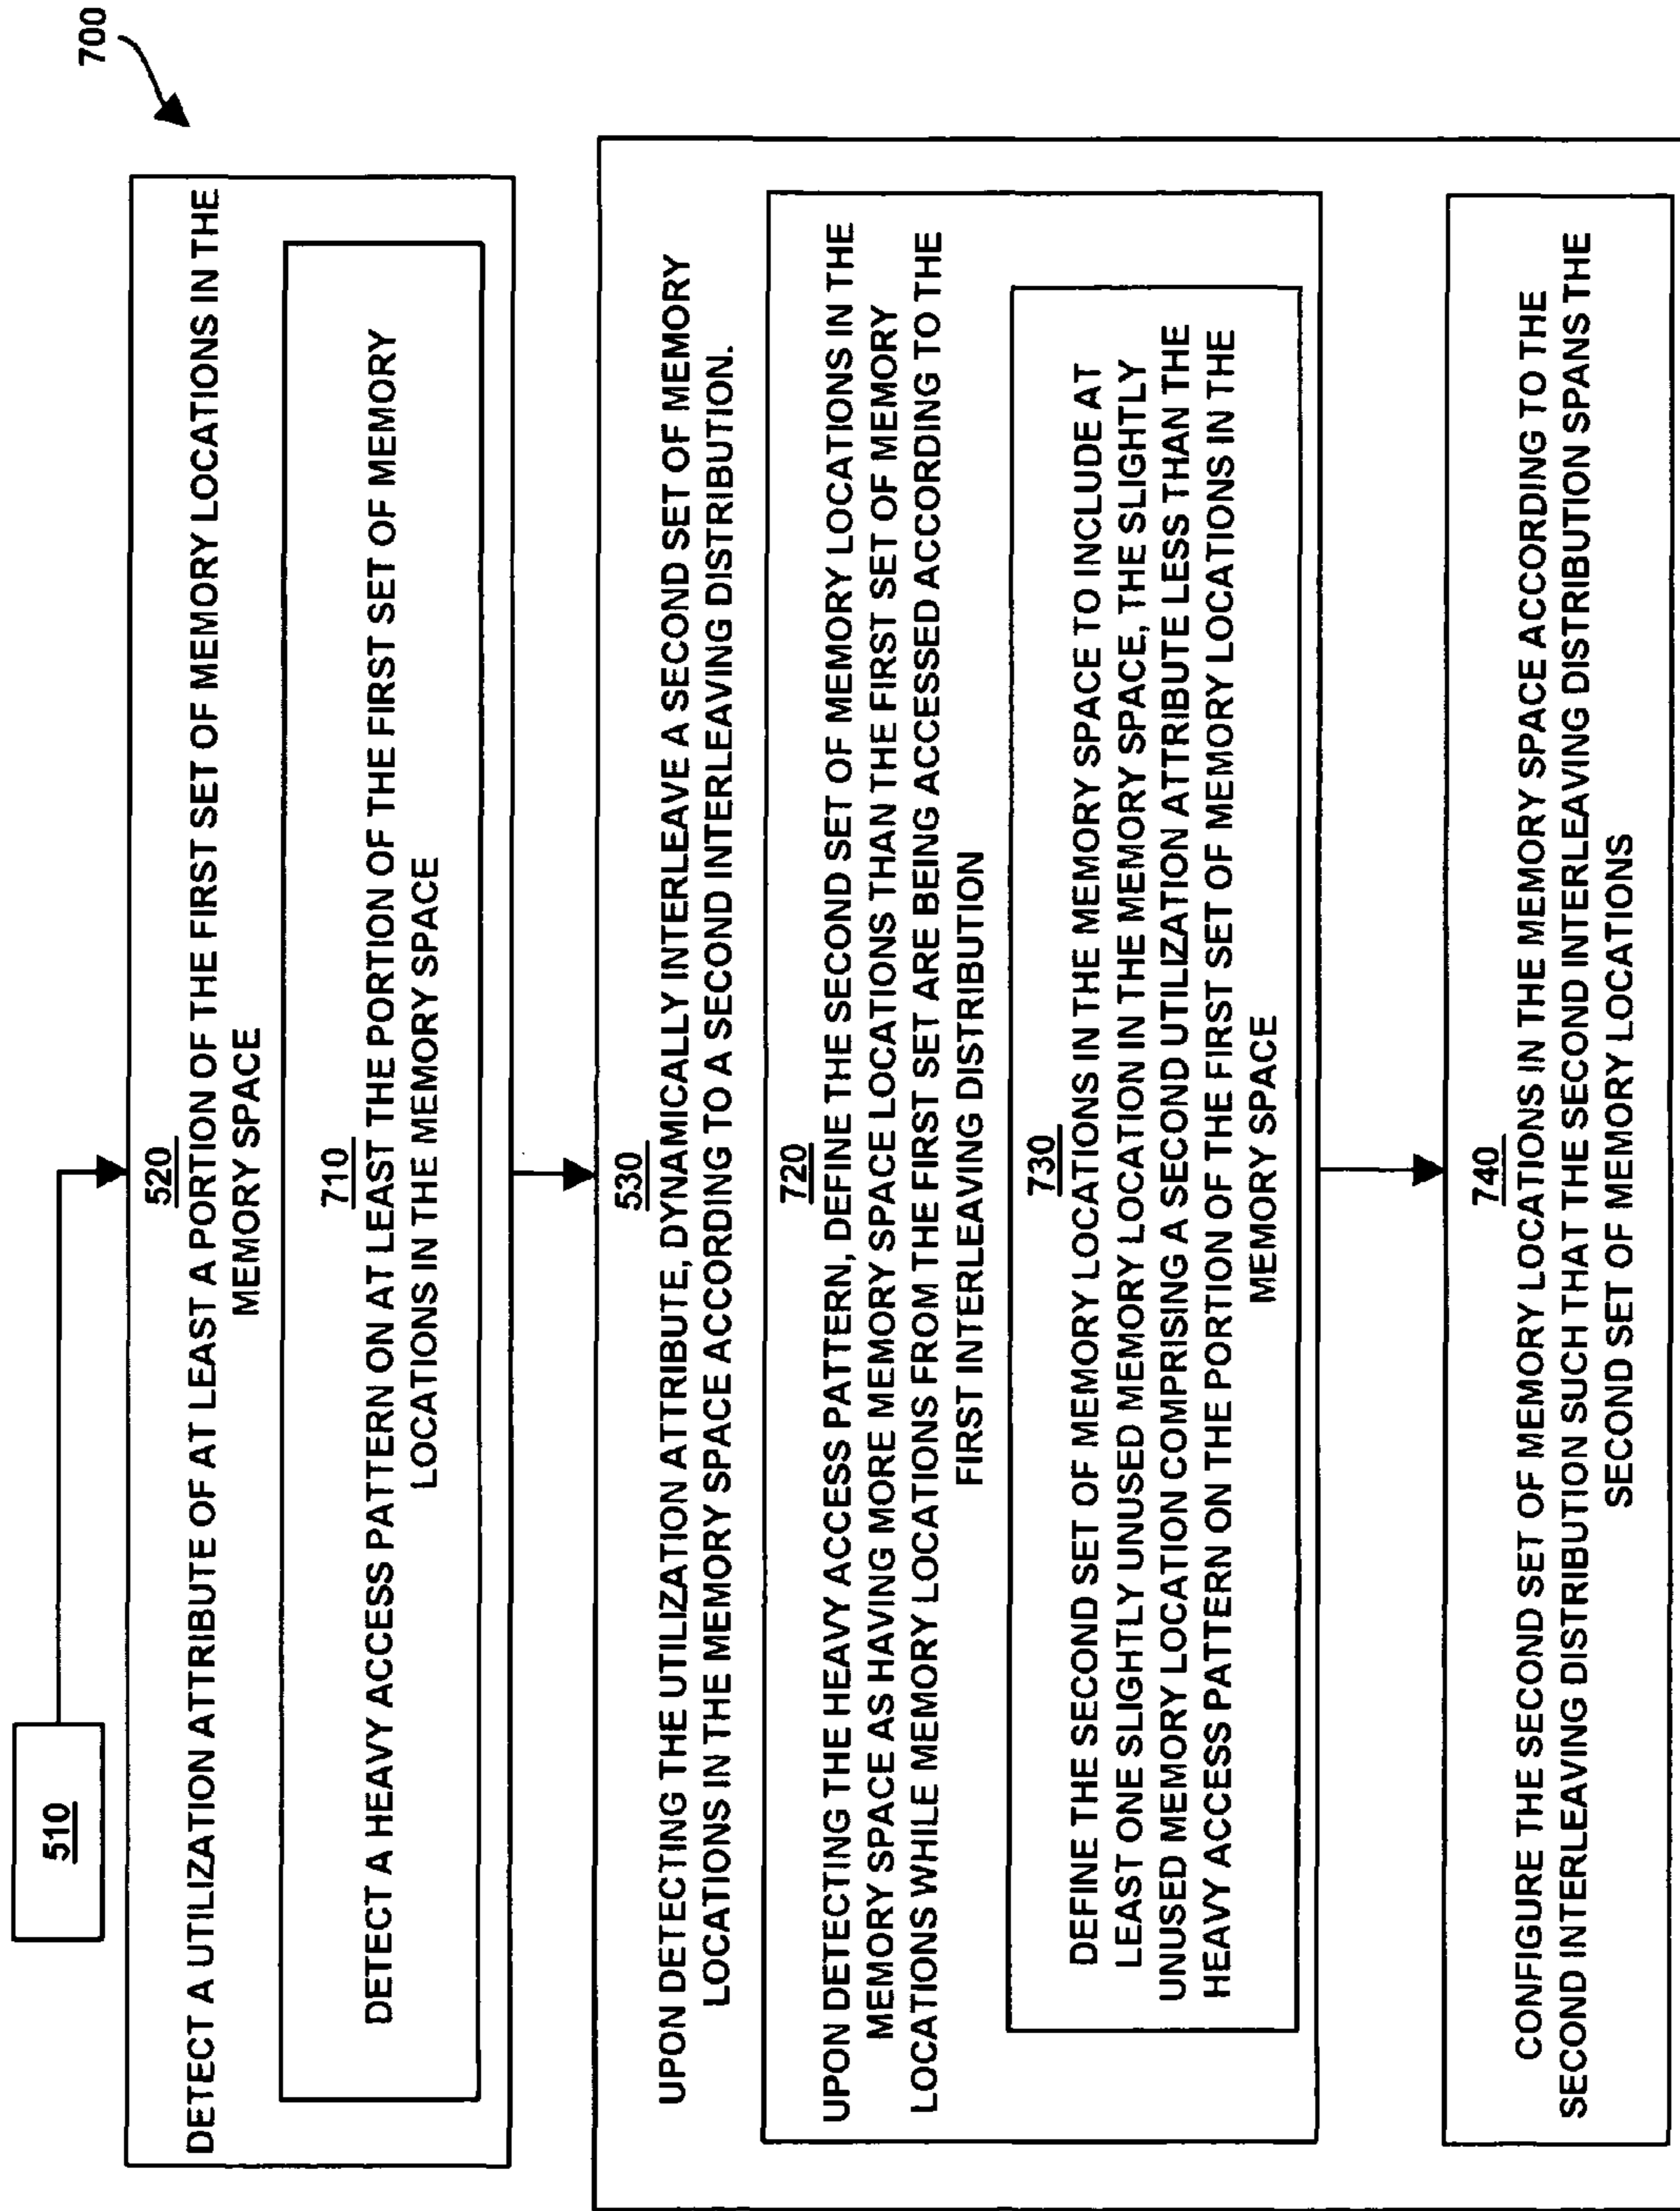 700
510
520
DETECT A UTILIZATION ATTRIBUTE OF AT LEAST A PORTION OF THE FIRST SET OF MEMORY LOCATIONS IN THE
MEMORY SPACE
710
DETECT A HEAVY ACCESS PATTERN ON AT LEAST THE PORTION OF THE FIRST SET OF MEMORY
LOCATIONS IN THE MEMORY SPACE
530
UPON DETECTING THE UTILIZATION ATTRIBUTE, DYNAMICALLY INTERLEAVE A SECOND SET OF MEMORY
LOCATIONS IN THE MEMORY SPACE ACCORDING TO A SECOND INTERLEAVING DISTRIBUTION.
720
UPON DETECTING THE HEAVY ACCESS PATTERN, DEFINE THE SECOND SET OF MEMORY LOCATIONS IN THE
MEMORY SPACE AS HAVING MORE MEMORY SPACE LOCATIONS THAN THE FIRST SET OF MEMORY
LOCATIONS WHILE MEMORY LOCATIONS FROM THE FIRST SET ARE BEING ACCESSED ACCORDING TO THE
FIRST INTERLEAVING DISTRIBUTION
730
DEFINE THE SECOND SET OF MEMORY LOCATIONS IN THE MEMORY SPACE TO INCLUDE AT
LEAST ONE SLIGHTLY UNUSED MEMORY LOCATION IN THE MEMORY SPACE, THE SLIGHTLY
UNUSED MEMORY LOCATION COMPRISING A SECOND UTILIZATION ATTRIBUTE LESS THAN THE
HEAVY ACCESS PATTERN ON THE PORTION OF THE FIRST SET OF MEMORY LOCATIONS IN THE
MEMORY SPACE
740
CONFIGURE THE SECOND SET OF MEMORY LOCATIONS IN THE MEMORY SPACE ACCORDING TO THE
SECOND INTERLEAVING DISTRIBUTION SUCH THAT THE SECOND INTERLEAVING DISTRIBUTION SPANS THE
SECOND SET OF MEMORY LOCATIONS